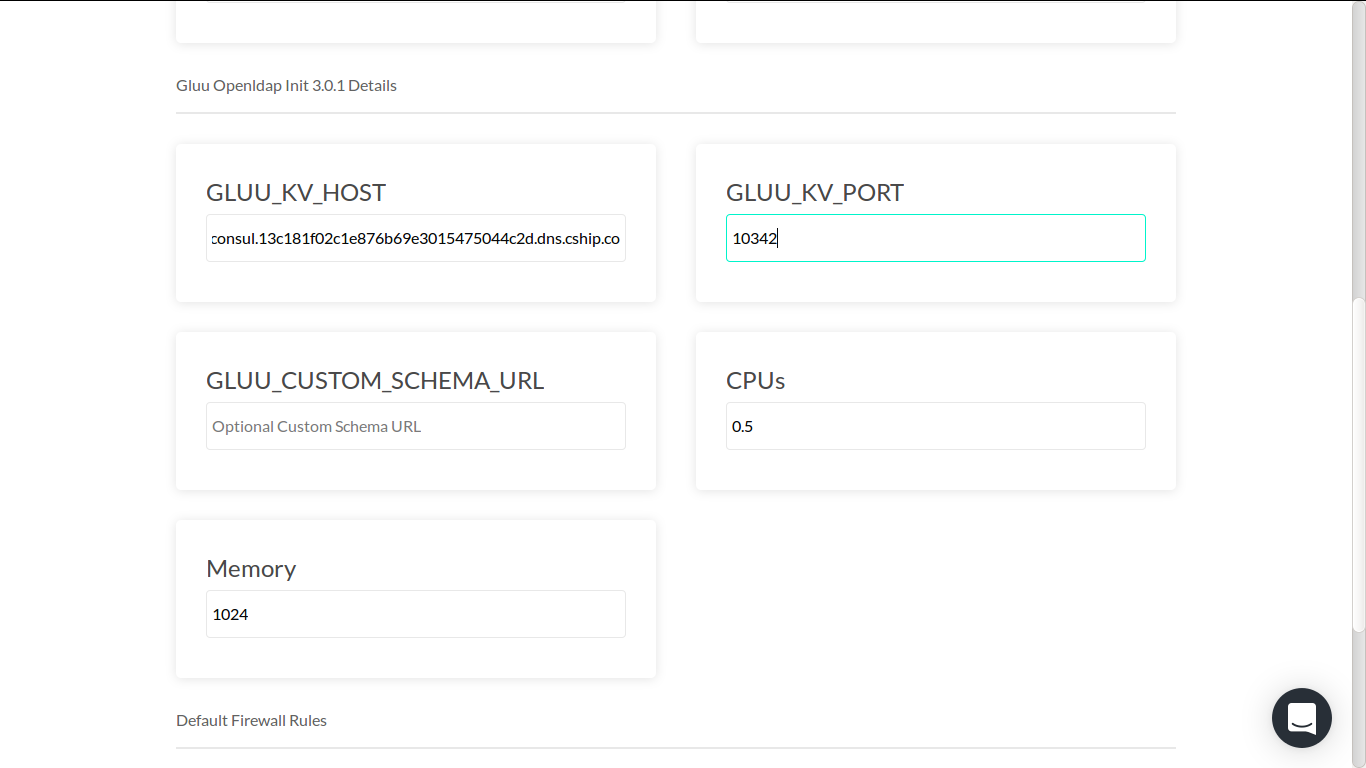 Gluu Openldap Init 3.0.1 Details
GLUU_KV_HOST
consul.13c181f02c1e876b69e3015475044c2d.dns.cship.co
GLUU_KV_PORT
10342
GLUU_CUSTOM_SCHEMA_URL
Optional Custom Schema URL
CPUs
0.5
Memory
1024
Default Firewall Rules